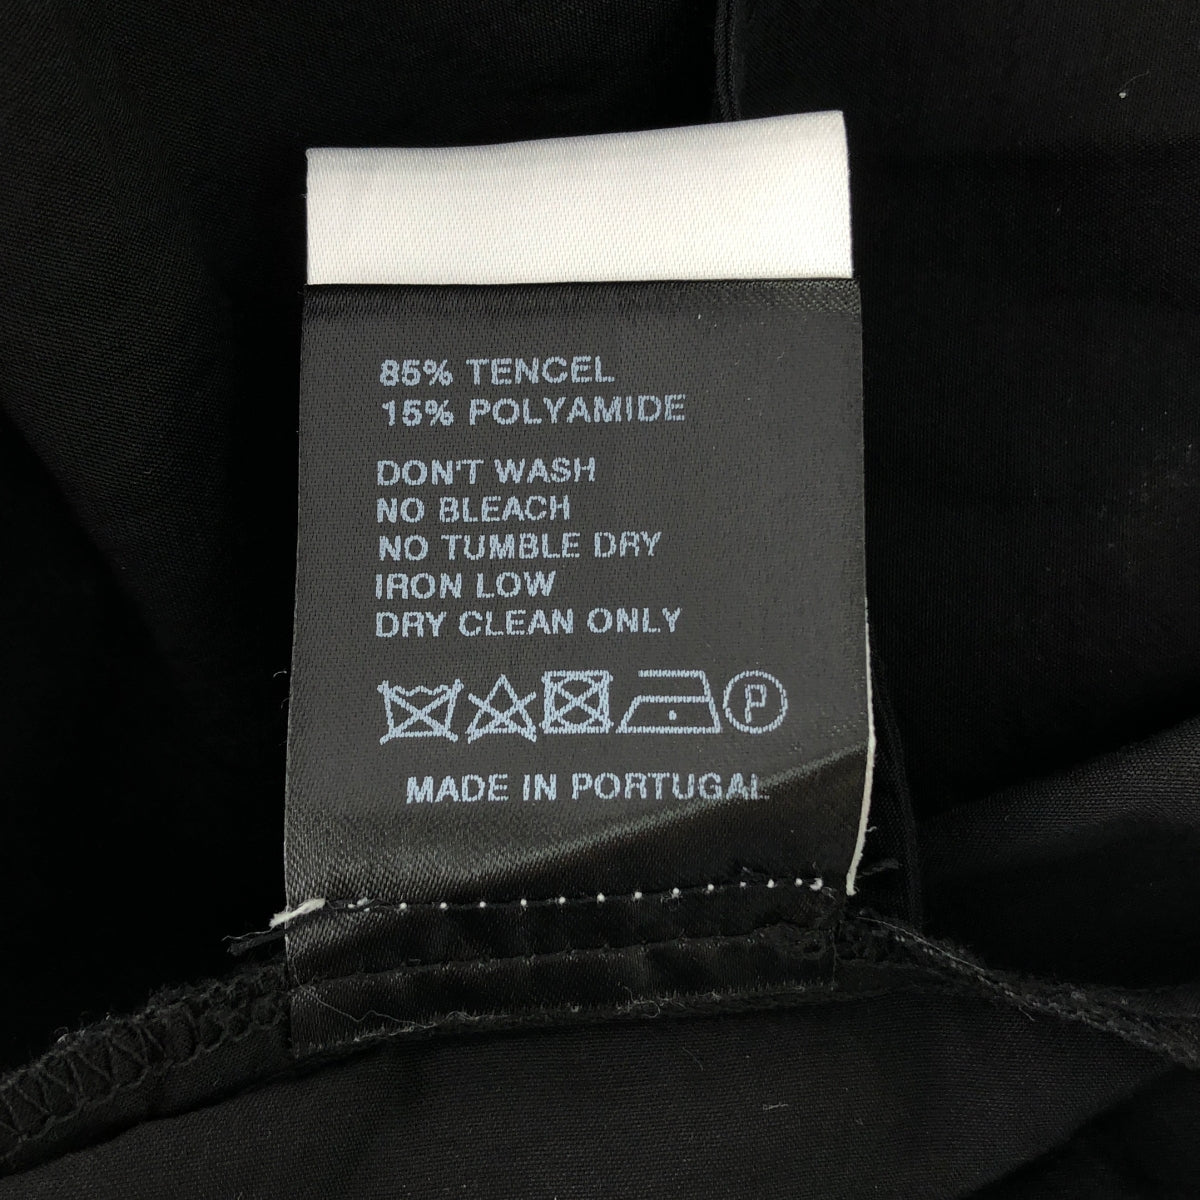 85% TENCEL
15% POLYAMIDE
DON'T WASH
NO BLEACH
NO TUMBLE DRY
IRON LOW
DRY CLEAN ONLY
P
MADE IN PORTUGAL